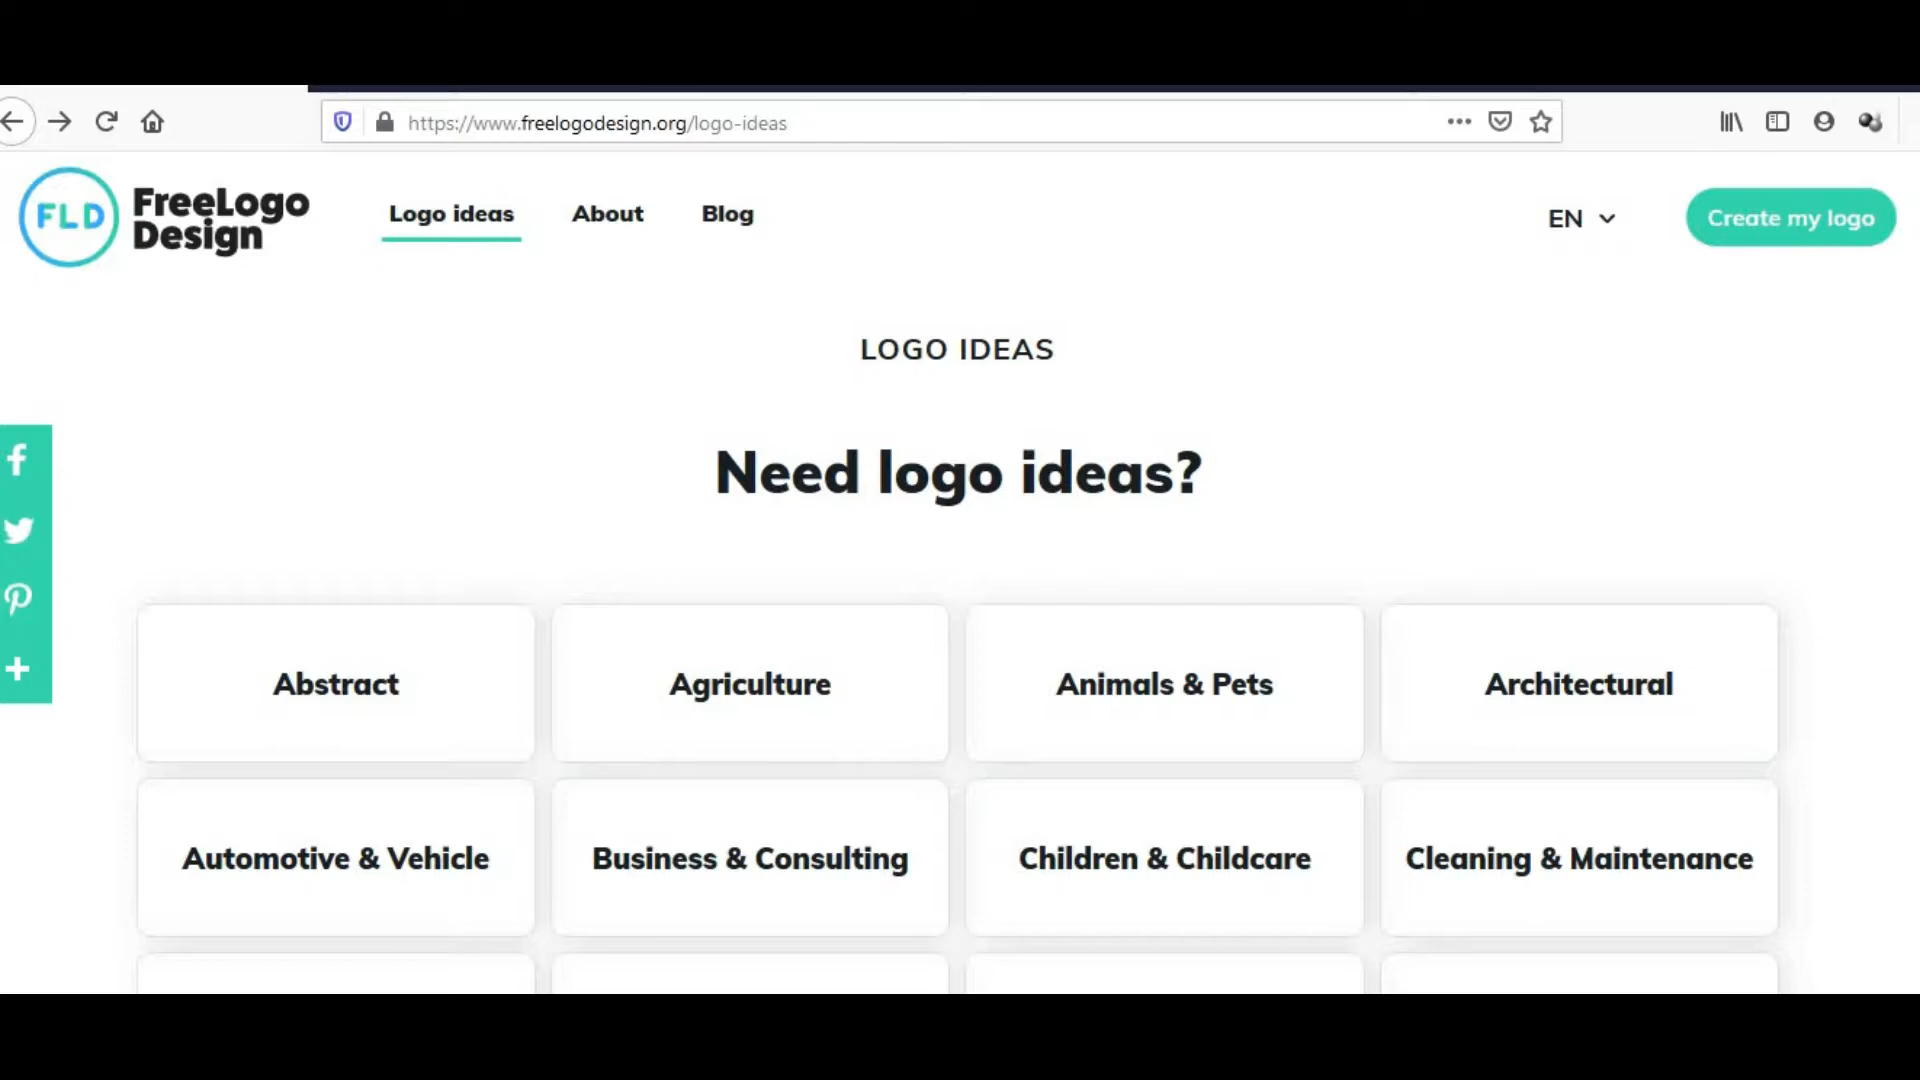 https://www.freelogodesign.org/logo-ideas
FLD
FreeLogo
Design
Logo ideas
About
Blog
EN
Create my logo
LOGO IDEAS
Need logo ideas?
Abstract
Agriculture
Animals & Pets
Architectural
Automotive & Vehicle
Business & Consulting
Children & Childcare
Cleaning & Maintenance